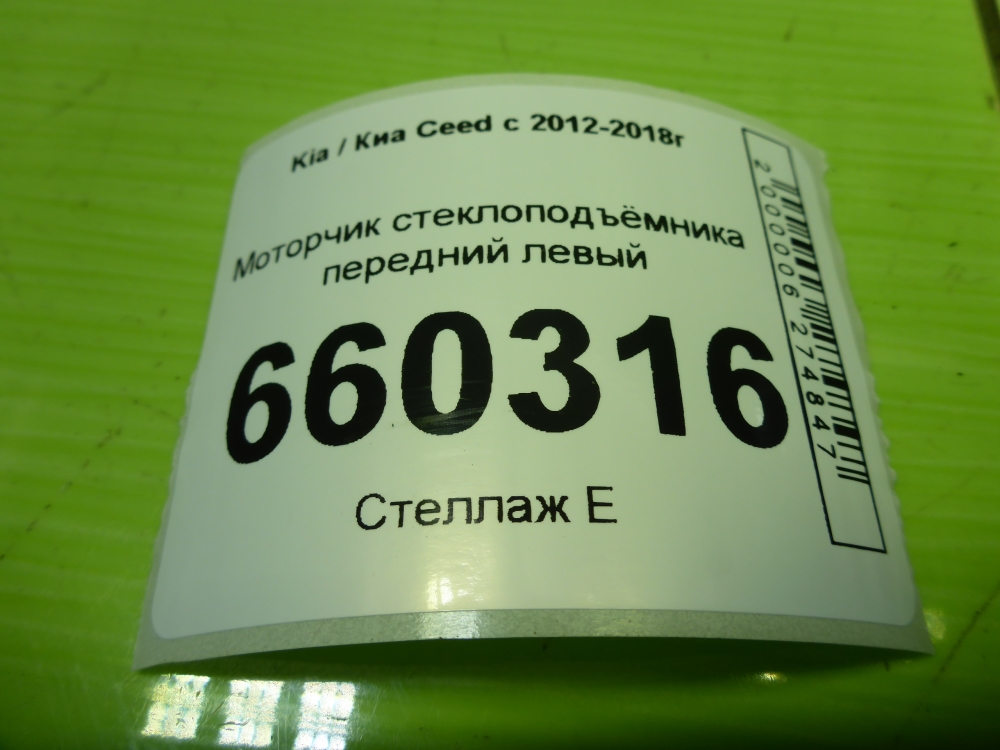 Kia / Киа Ceed с 2012-2018г
Моторчик стеклоподъёмника
передний левый
660316
Стеллаж Е
2000006274847